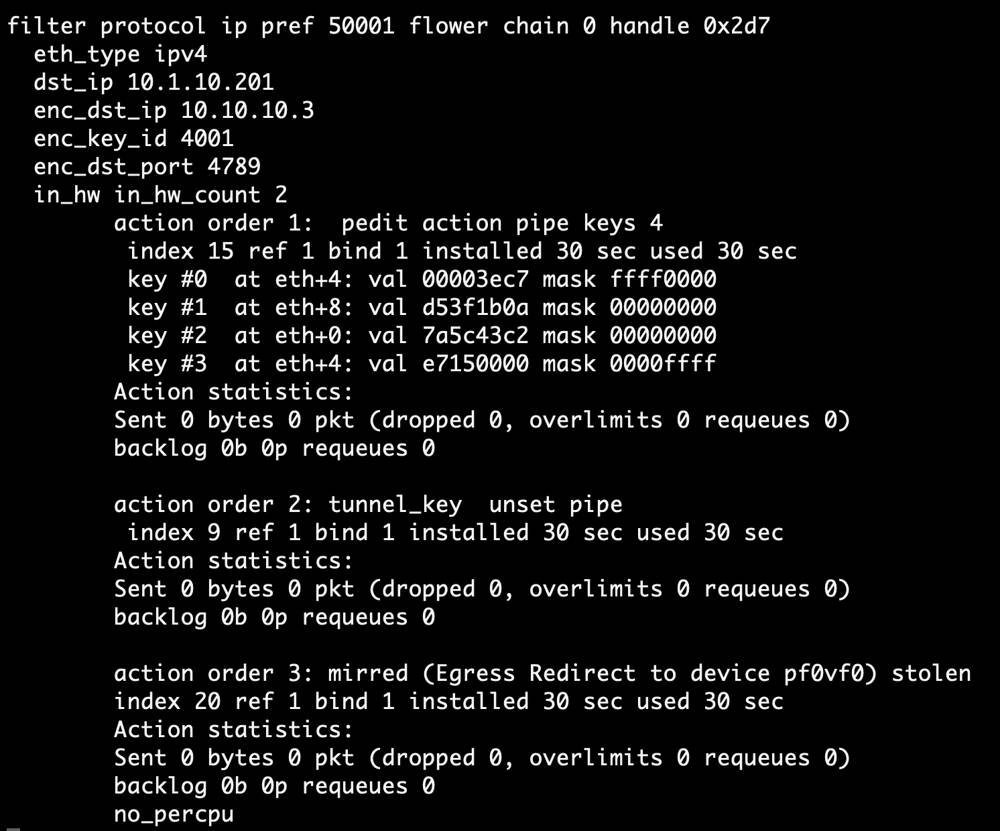 filter protocol ip pref 50001 flower chain 0 handle 0x2d7
  eth_type ipv4
  dst_ip 10.1.10.201
  enc_dst_ip 10.10.10.3
  enc_key_id 4001
  enc_dst_port 4789
  in_hw in_hw_count 2
        action order 1:  pedit action pipe keys 4
         index 15 ref 1 bind 1 installed 30 sec used 30 sec
         key #0  at eth+4: val 00003ec7 mask ffff0000
         key #1  at eth+8: val d53f1b0a mask 00000000
         key #2  at eth+0: val 7a5c43c2 mask 00000000
         key #3  at eth+4: val e7150000 mask 0000ffff
        Action statistics:
        Sent 0 bytes 0 pkt (dropped 0, overlimits 0 requeues 0)
        backlog 0b 0p requeues 0

        action order 2: tunnel_key  unset pipe
         index 9 ref 1 bind 1 installed 30 sec used 30 sec
        Action statistics:
        Sent 0 bytes 0 pkt (dropped 0, overlimits 0 requeues 0)
        backlog 0b 0p requeues 0

        action order 3: mirred (Egress Redirect to device pf0vf0) stolen
        index 20 ref 1 bind 1 installed 30 sec used 30 sec
        Action statistics:
        Sent 0 bytes 0 pkt (dropped 0, overlimits 0 requeues 0)
        backlog 0b 0p requeues 0
        no_percpu